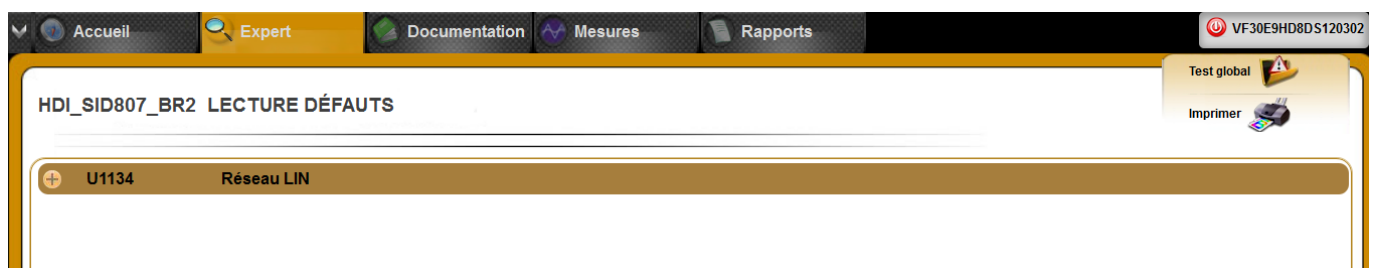 Accueil Expert Documentation Mesures Rapports VF30E9HD8DS120302
Test global
HDI_SID807_BR2 LECTURE DÉFAUTS
Imprimer
U1134 Réseau LIN